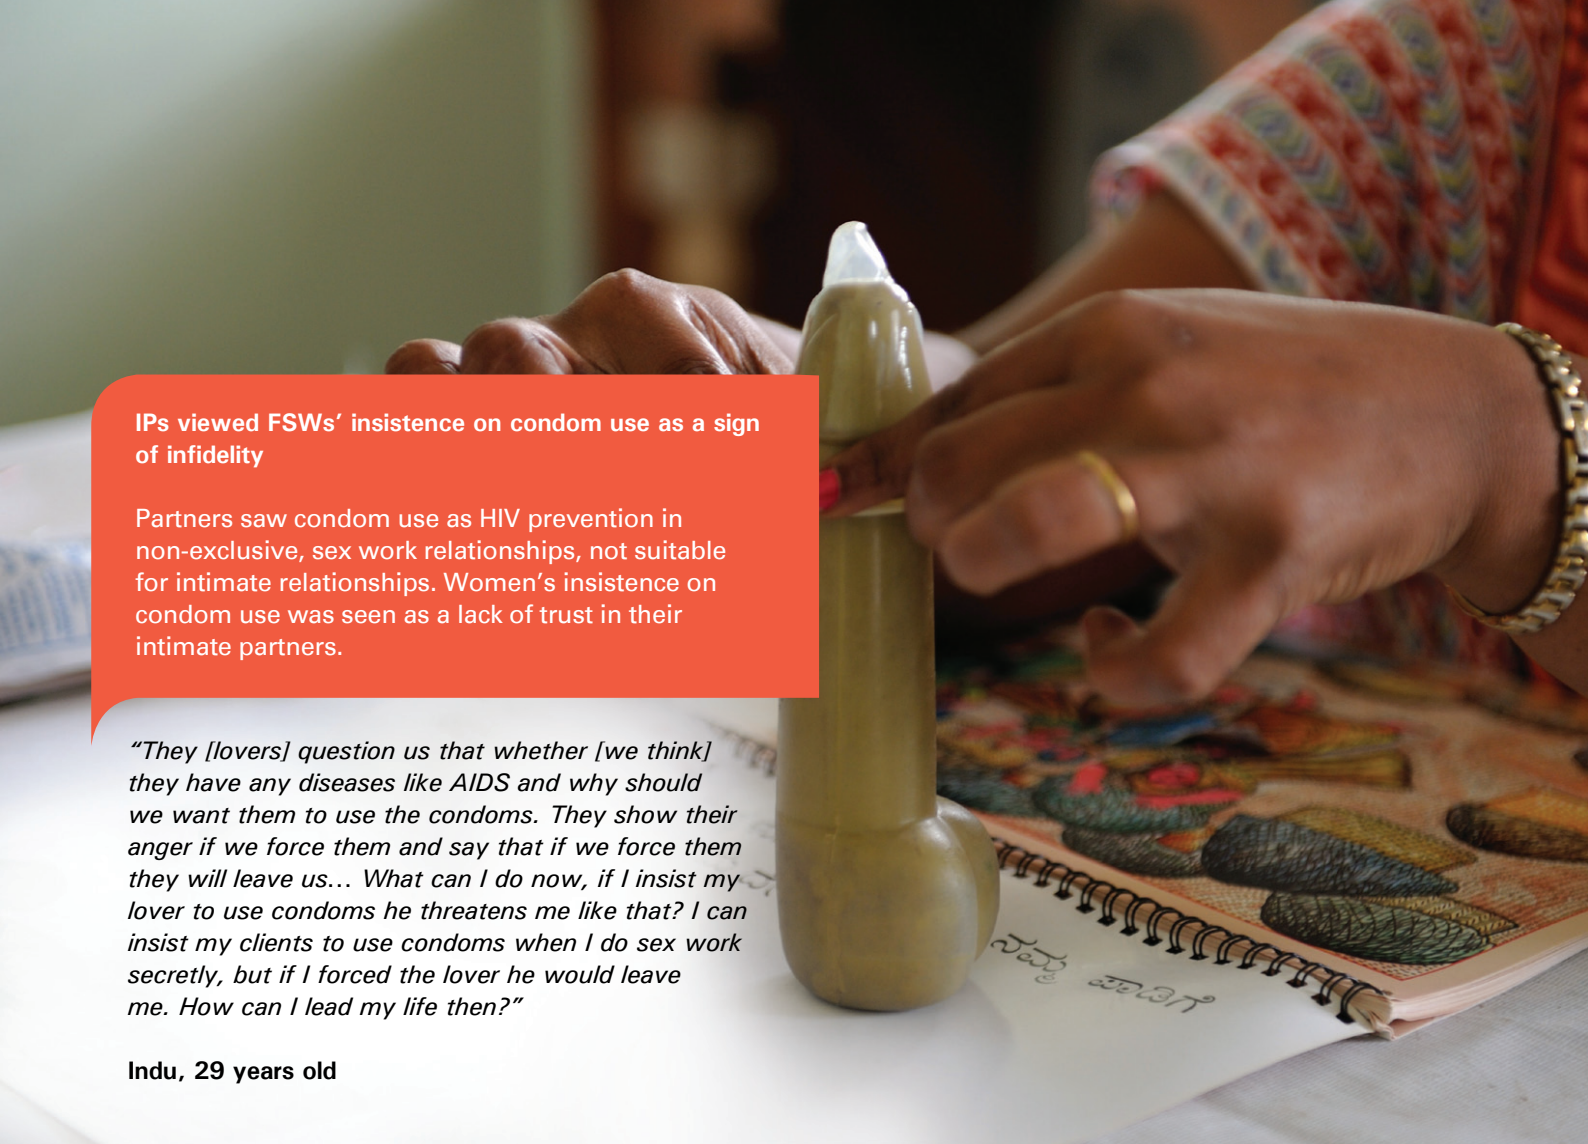 IPs viewed FSWs’ insistence on condom use as a sign
of infidelity
Partners saw condom use as HIV prevention in
non-exclusive, sex work relationships, not suitable
for intimate relationships. Women’s insistence on
condom use was seen as a lack of trust in their
intimate partners.
“They [lovers] question us that whether [we think]
they have any diseases like AIDS and why should
we want them to use the condoms. They show their
anger if we force them and say that if we force them
they will leave us… What can I do now, if I insist my
lover to use condoms he threatens me like that? I can
insist my clients to use condoms when I do sex work
secretly, but if I forced the lover he would leave
me. How can I lead my life then?”
Indu, 29 years old